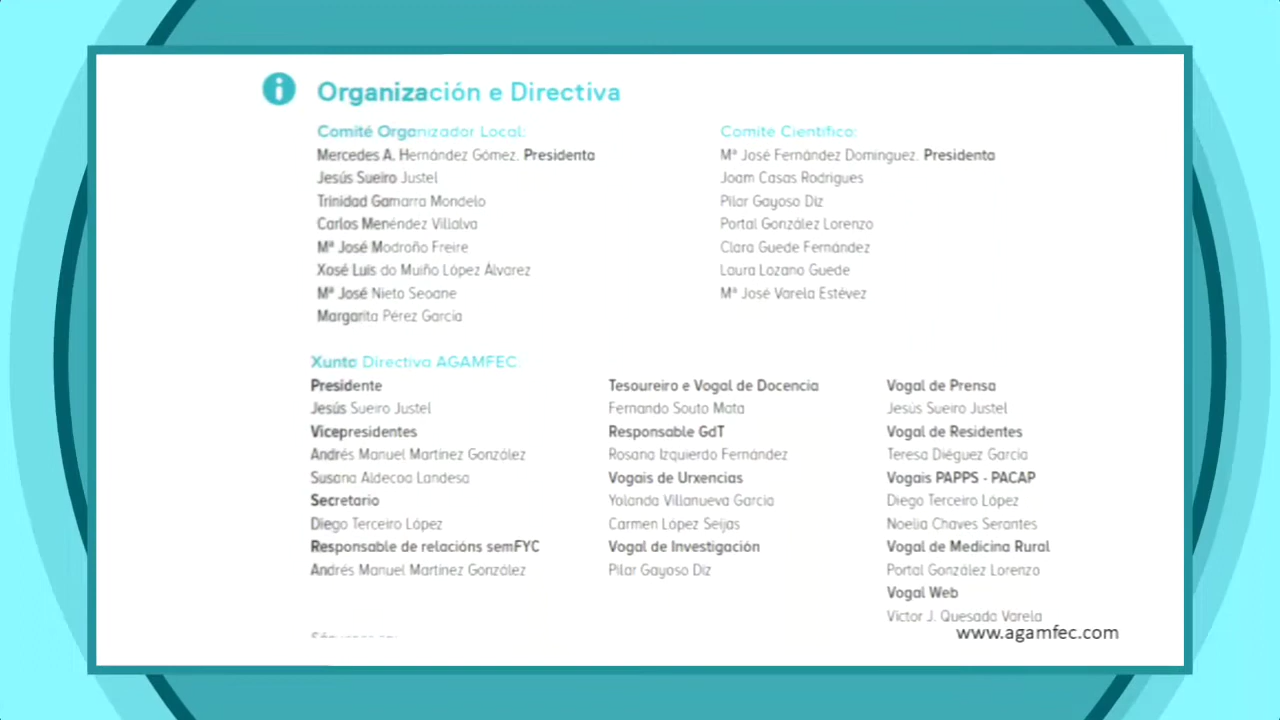 Organización e Directiva
Comité Organizador Local:
Mercedes A. Hernández Gómez. Presidenta
Jesús Sueiro Justel
Trinidad Gamarra Mondelo
Carlos Menéndez Villalva
Mª José Modroño Freire
Xosé Luis do Muiño López Álvarez
Mª José Nieto Seoane
Margarita Pérez García
Comité Científico:
Mª José Fernández Dominguez. Presidenta
Joam Casas Rodrigues
Pilar Gayoso Diz
Portal González Lorenzo
Clara Guede Fernández
Laura Lozano Guede
Mª José Varela Estévez
Xunta Directiva AGAMFEC:
Presidente
Jesús Sueiro Justel
Vicepresidentes
Andrés Manuel Martínez González
Susana Aldecoa Landesa
Secretario
Diego Terceiro López
Responsable de relacións semFYC
Andrés Manuel Martínez González
Tesoureiro e Vogal de Docencia
Fernando Souto Mata
Responsable GdT
Rosana Izquierdo Fernández
Vogais de Urxencias
Yolanda Villanueva García
Carmen López Seijas
Vogal de Investigación
Pilar Gayoso Diz
Vogal de Prensa
Jesús Sueiro Justel
Vogal de Residentes
Teresa Diéguez García
Vogais PAPPS - PACAP
Diego Terceiro López
Noelia Chaves Serantes
Vogal de Medicina Rural
Portal González Lorenzo
Vogal Web
Victor J. Quesada Varela
www.agamfec.com